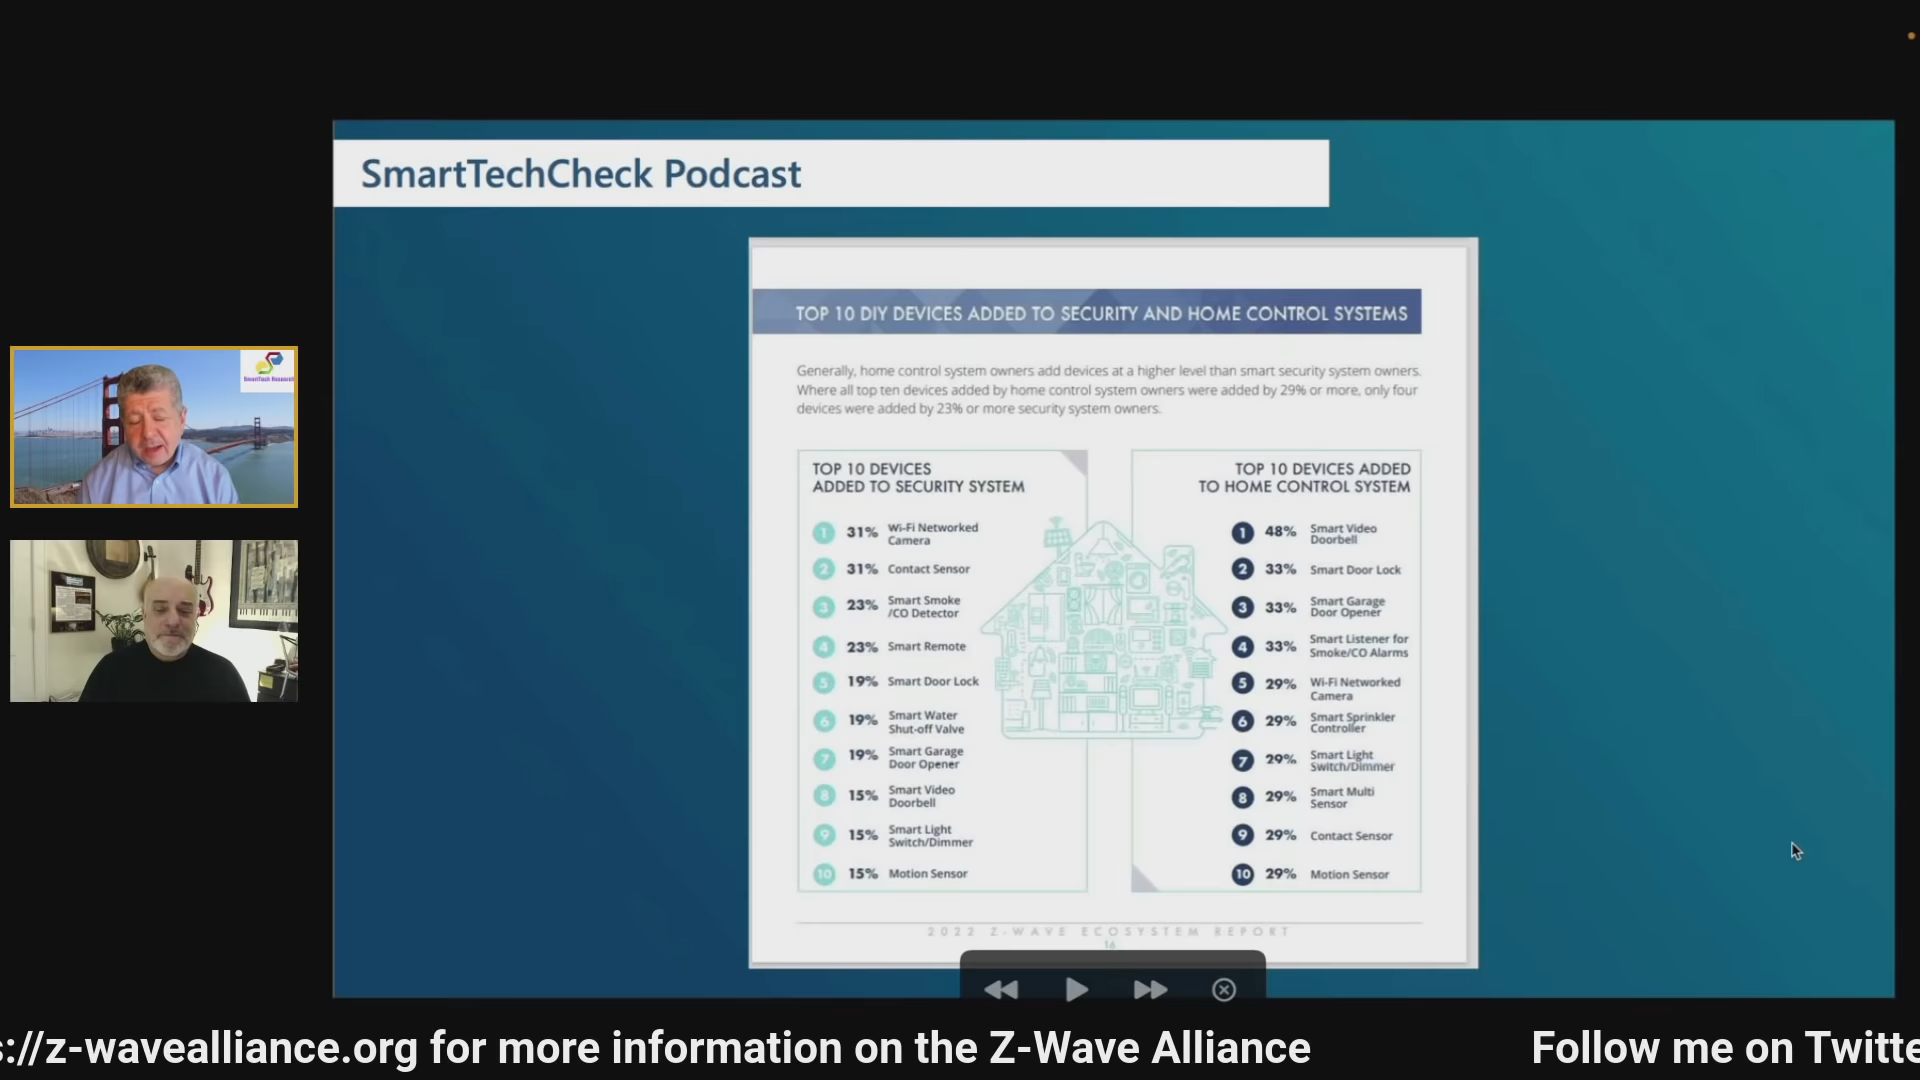 SmartTechCheck Podcast
SmartTech Research
TOP 10 DIY DEVICES ADDED TO SECURITY AND HOME CONTROL SYSTEMS
Generally, home control system owners add devices at a higher level than smart security system owners.
Where all top ten devices added by home control system owners were added by 29% or more, only four
devices were added by 23% or more security system owners.
TOP 10 DEVICES
ADDED TO SECURITY SYSTEM
1 31% Wi-Fi Networked
Camera
2 31% Contact Sensor
3 23% Smart Smoke
/CO Detector
4 23% Smart Remote
5 19% Smart Door Lock
6 19% Smart Water
Shut-off Valve
7 19% Smart Garage
Door Opener
8 15% Smart Video
Doorbell
9 15% Smart Light
Switch/Dimmer
10 15% Motion Sensor
TOP 10 DEVICES ADDED
TO HOME CONTROL SYSTEM
1 48% Smart Video
Doorbell
2 33% Smart Door Lock
3 33% Smart Garage
Door Opener
4 33% Smart Listener for
Smoke/CO Alarms
5 29% Wi-Fi Networked
Camera
6 29% Smart Sprinkler
Controller
7 29% Smart Light
Switch/Dimmer
8 29% Smart Multi
Sensor
9 29% Contact Sensor
10 29% Motion Sensor
2022 Z-WAVE ECOSYSTEM REPORT
16
s://z-wavealliance.org for more information on the Z-Wave Alliance
Follow me on Twitte